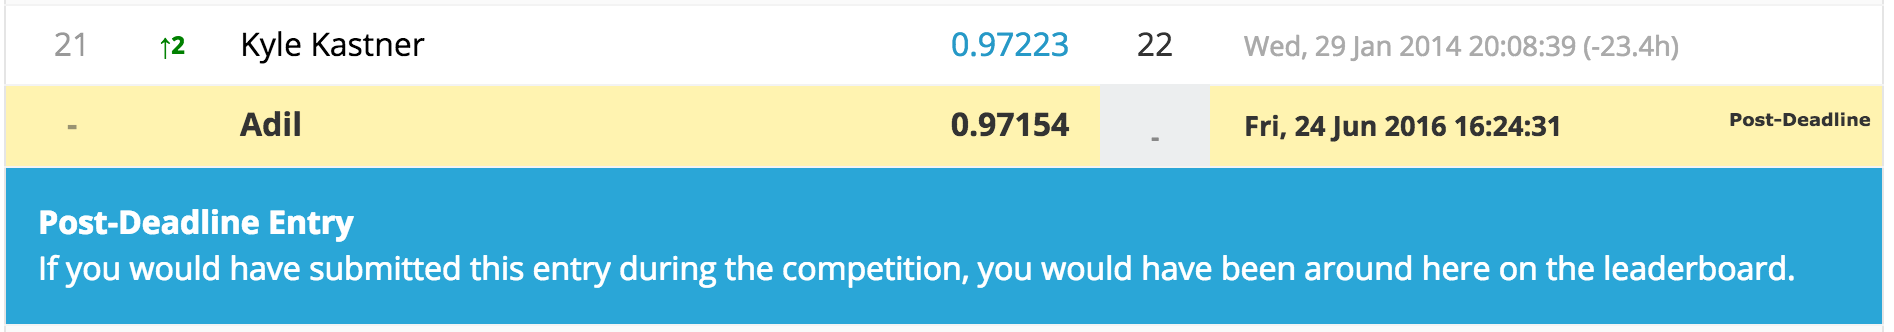 21 ↑2 Kyle Kastner 0.97223 22 Wed, 29 Jan 2014 20:08:39 (-23.4h)
- Adil 0.97154 - Fri, 24 Jun 2016 16:24:31 Post-Deadline
Post-Deadline Entry
If you would have submitted this entry during the competition, you would have been around here on the leaderboard.